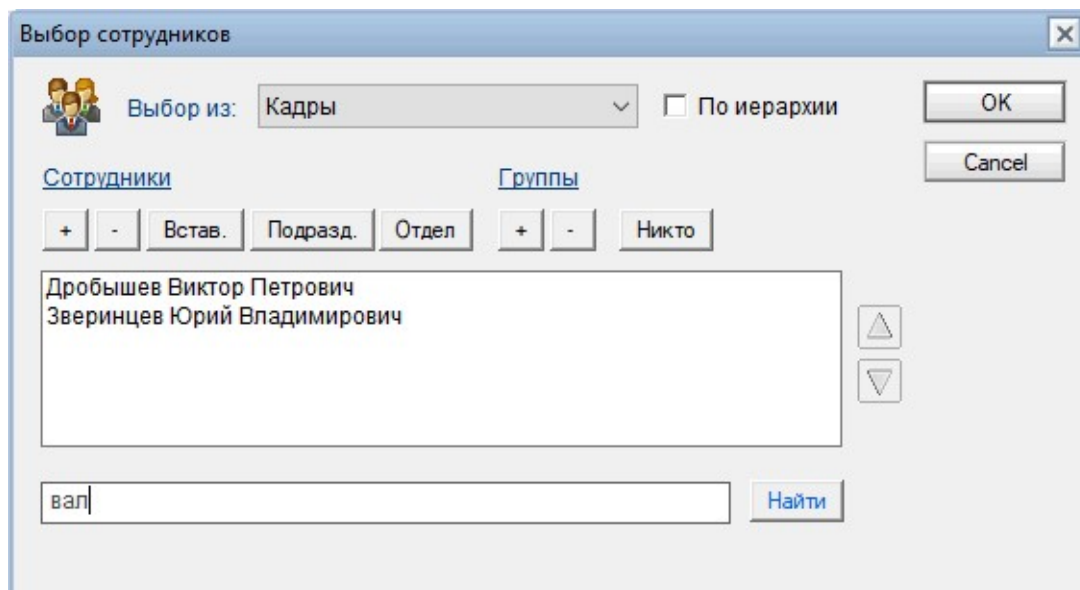 Выбор сотрудников
Выбор из: Кадры По иерархии OK
Cancel
Сотрудники Группы
+ - Встав. Подразд. Отдел + - Никто
Дробышев Виктор Петрович
Зверинцев Юрий Владимирович
вал Найти